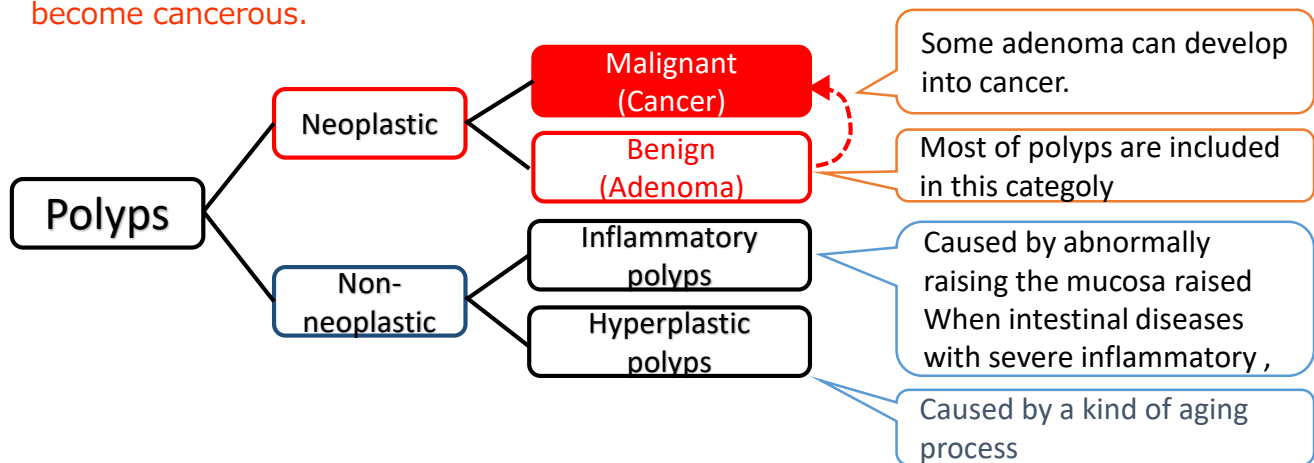 become cancerous.
Malignant
(Cancer)
Some adenoma can develop
into cancer.
Neoplastic
Benign
(Adenoma)
Most of polyps are included
in this categoly
Polyps
Inflammatory
polyps
Caused by abnormally
raising the mucosa raised
When intestinal diseases
with severe inflammatory ,
Non-
neoplastic
Hyperplastic
polyps
Caused by a kind of aging
process